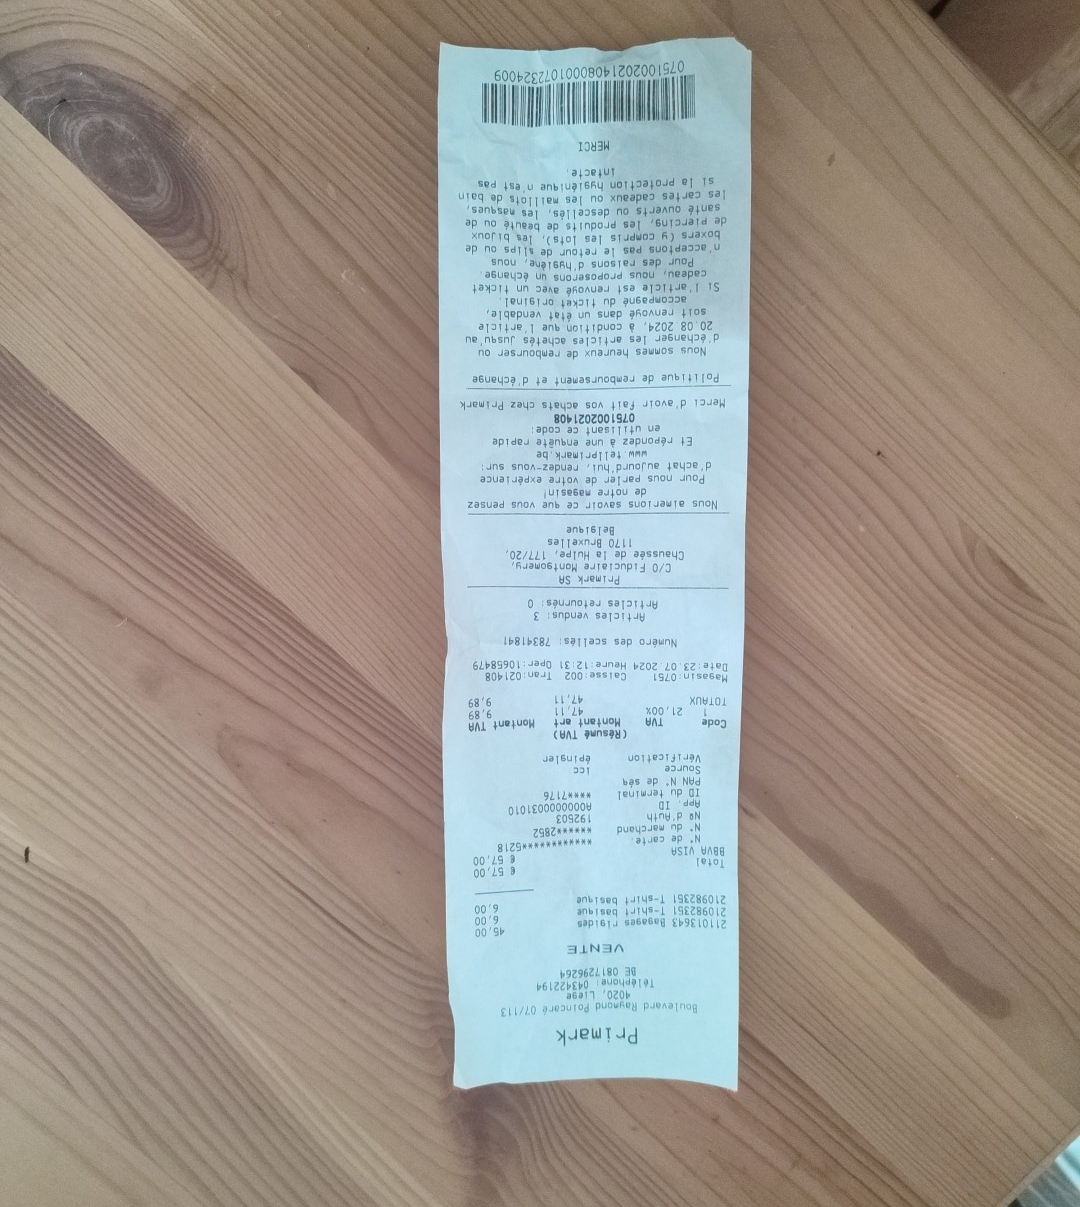 Primark
Boulevard Raymond Poincaré 07/113
4020, Liege
Téléphone: 043422194
BE 0817296264
VENTE
211013643 Bagages rigides 45,00
210982351 T-shirt basique 6,00
210982351 T-shirt basique 6,00
Total € 57,00
BBVA VISA € 57,00
N° de carte. ************5218
N° du marchand ******2852
Nº d'Auth 192503
App. ID A0000000031010
ID du terminal ****7176
PAN N° de séq
Source icc
Vérification épingler
(Résumé TVA)
Code TVA Montant art Montant TVA
1 21,00% 47,11 9,89
TOTAUX 47,11 9,89
Magasin:0751 Caisse:002 Tran:021408
Date:23.07.2024 Heure:12:31 Oper:10658479
Numéro des scellés: 78341841
Articles vendus: 3
Articles retournés: 0
Primark SA
C/O Fiduciaire Montgomery,
Chaussée de la Hulpe, 177/20,
1170 Bruxelles
Belgique
Nous aimerions savoir ce que vous pensez
de notre magasin!
Pour nous parler de votre expérience
d'achat aujourd'hui, rendez-vous sur:
www.tellprimark.be
Et répondez à une enquête rapide
en utilisant ce code:
0751002021408
Merci d'avoir fait vos achats chez Primark
Politique de remboursement et d'échange
Nous sommes heureux de rembourser ou
d'échanger les articles achetés jusqu'au
20.08.2024, à condition que l'article
soit renvoyé dans un état vendable,
accompagné du ticket original.
Si l'article est renvoyé avec un ticket
cadeau, nous proposerons un échange.
Pour des raisons d'hygiène, nous
n'acceptons pas le retour de slips ou de
boxers (y compris les lots), les bijoux
de piercing, les produits de beauté ou de
santé ouverts ou descellés, les masques,
les cartes cadeaux ou les maillots de bain
si la protection hygiénique n'est pas
intacte.
MERCI
07510020214080001072324009